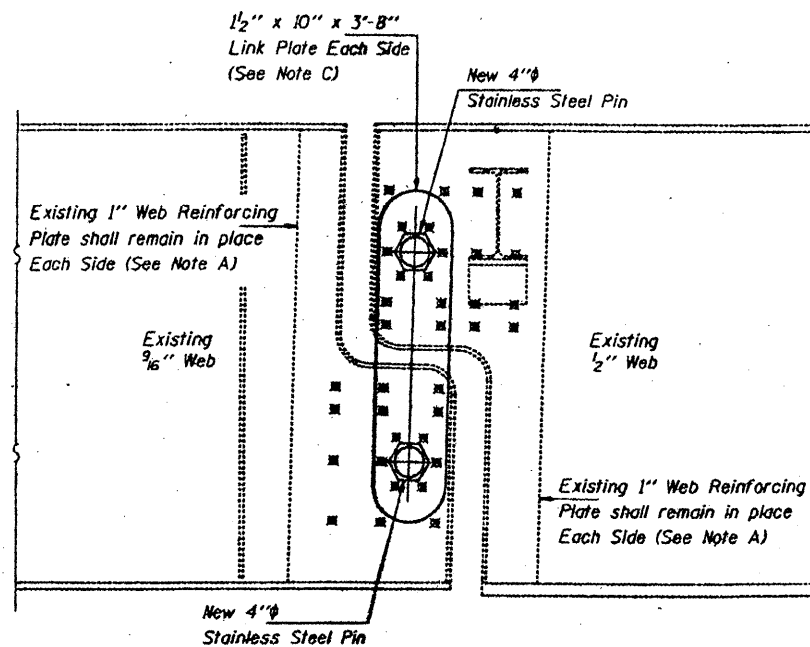 1½" x 10" x 3'-8"
Link Plate Each Side
(See Note C)
New 4"ϕ
Stainless Steel Pin
Existing 1" Web Reinforcing
Plate shall remain in place
Each Side (See Note A)
Existing
9/16" Web
Existing
½" Web
Existing 1" Web Reinforcing
Plate shall remain in place
Each Side (See Note A)
New 4"ϕ
Stainless Steel Pin